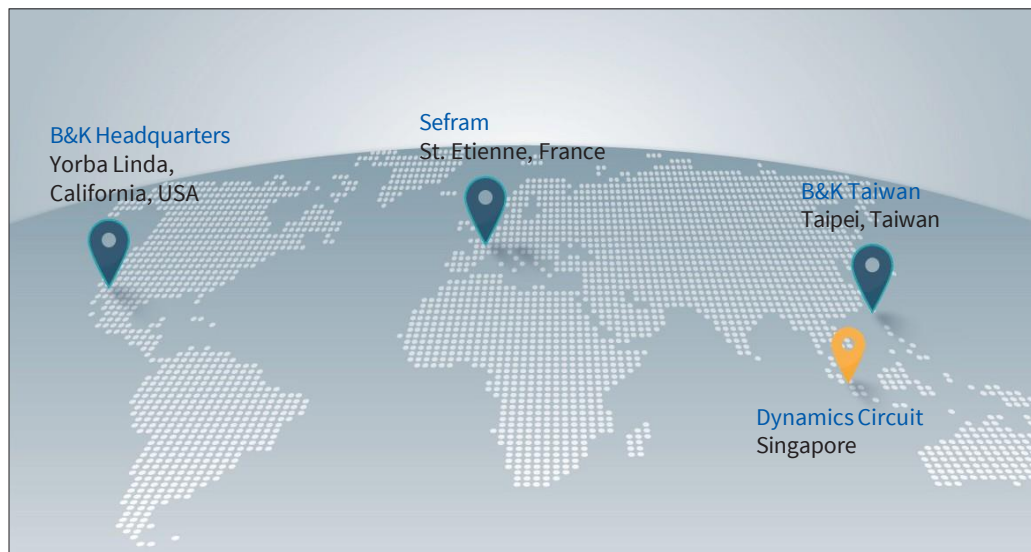 B&K Headquarters
Yorba Linda,
California, USA
Sefram
St. Etienne, France
B&K Taiwan
Taipei, Taiwan
Dynamics Circuit
Singapore